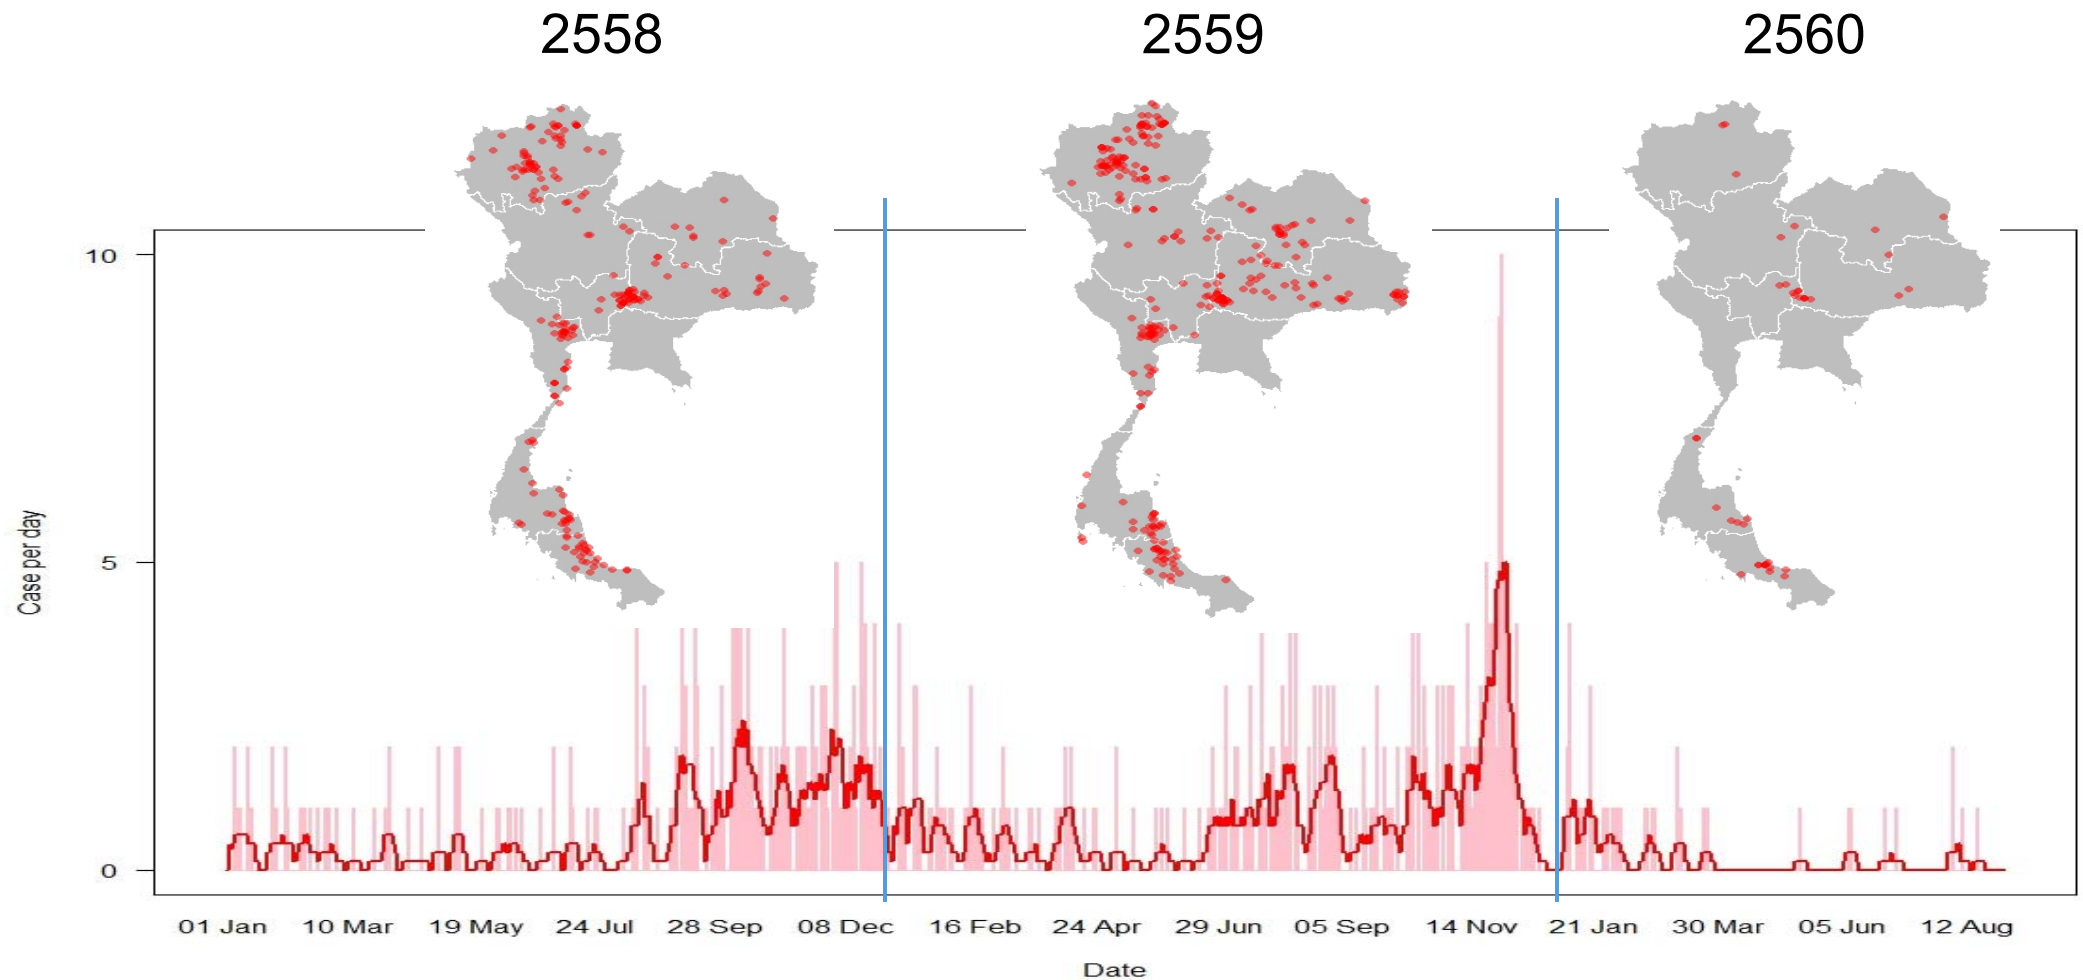 2558 2559 2560
10
5
0
Case per day
01 Jan 10 Mar 19 May 24 Jul 28 Sep 08 Dec 16 Feb 24 Apr 29 Jun 05 Sep 14 Nov 21 Jan 30 Mar 05 Jun 12 Aug
Date